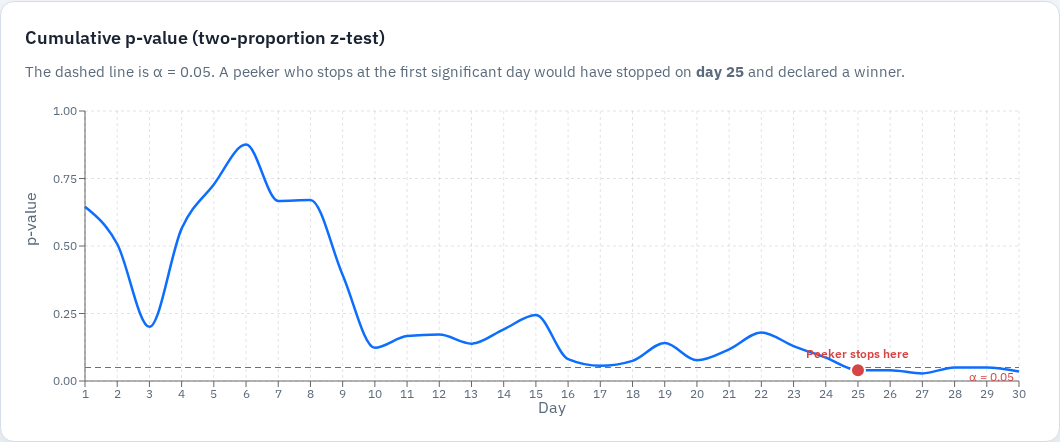 Cumulative p-value (two-proportion z-test)
The dashed line is α = 0.05. A peeker who stops at the first significant day would have stopped on day 25 and declared a winner.
1.00
0.75
p-value
0.50
0.25
Peeker stops here
0.00
α = 0.05
1 2 3 4 5 6 7 8 9 10 11 12 13 14 15 16 17 18 19 20 21 22 23 24 25 26 27 28 29 30
Day